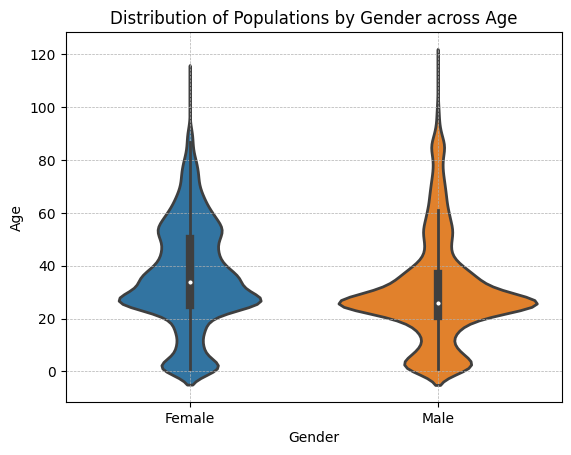 Distribution of Populations by Gender across Age
120
100
80
60
40
20
0
Age
Female
Male
Gender